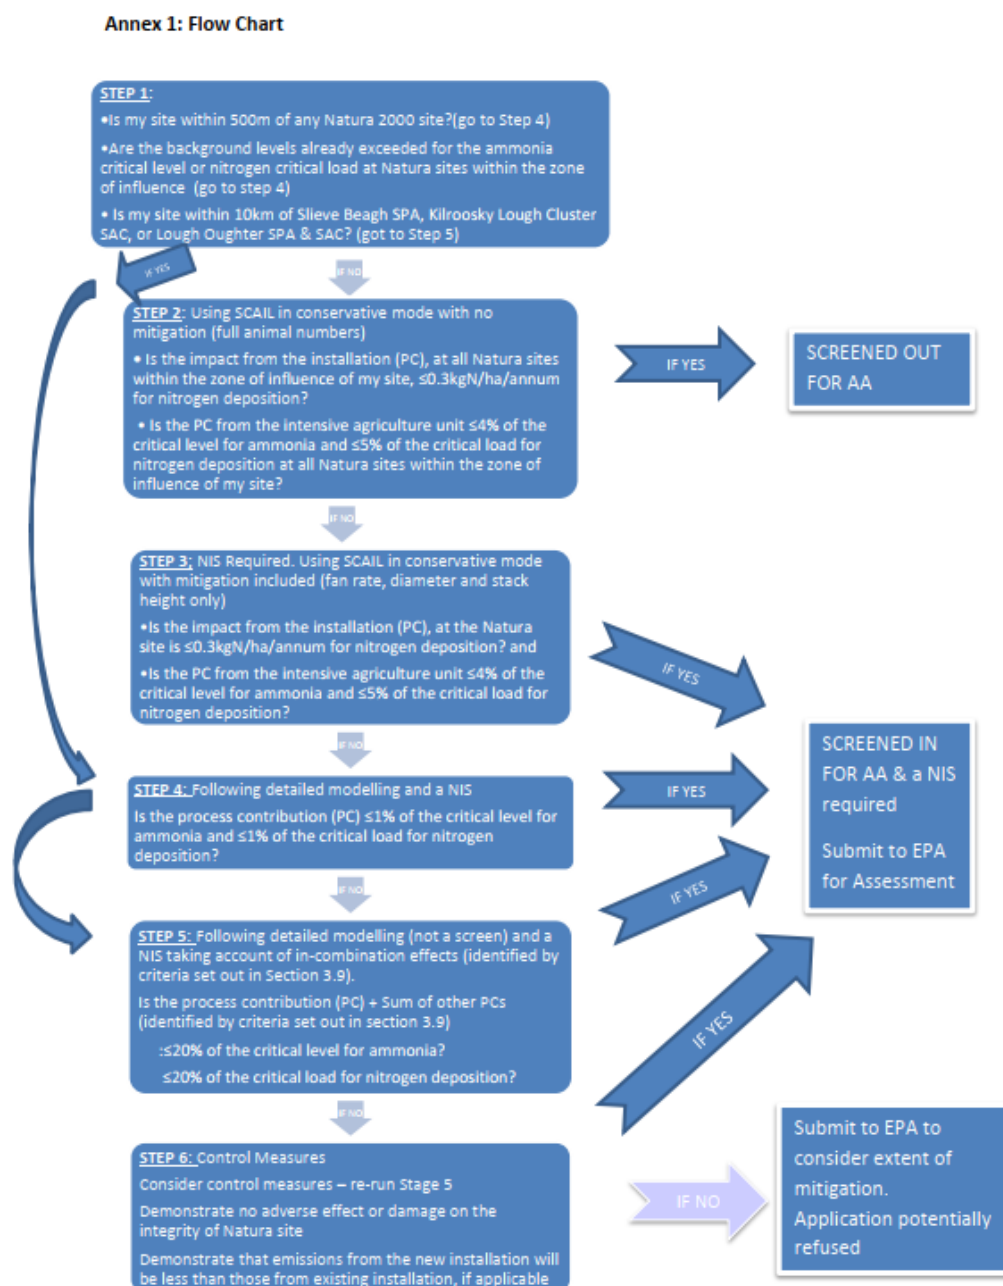 Annex 1: Flow Chart
STEP 1:
•Is my site within 500m of any Natura 2000 site?(go to Step 4)
•Are the background levels already exceeded for the ammonia
critical level or nitrogen critical load at Natura sites within the zone
of influence (go to step 4)
• Is my site within 10km of Slieve Beagh SPA, Kilroosky Lough Cluster
SAC, or Lough Oughter SPA & SAC? (got to Step 5)
IF YES
IF NO
STEP 2: Using SCAIL in conservative mode with no
mitigation (full animal numbers)
• Is the impact from the installation (PC), at all Natura sites
within the zone of influence of my site, ≤0.3kgN/ha/annum
for nitrogen deposition?
• Is the PC from the intensive agriculture unit ≤4% of the
critical level for ammonia and ≤5% of the critical load for
nitrogen deposition at all Natura sites within the zone of
influence of my site?
IF YES
SCREENED OUT
FOR AA
IF NO
STEP 3; NIS Required. Using SCAIL in conservative mode
with mitigation included (fan rate, diameter and stack
height only)
•Is the impact from the installation (PC), at the Natura
site is ≤0.3kgN/ha/annum for nitrogen deposition? and
•Is the PC from the intensive agriculture unit ≤4% of the
critical level for ammonia and ≤5% of the critical load for
nitrogen deposition?
IF YES
IF NO
STEP 4: Following detailed modelling and a NIS
Is the process contribution (PC) ≤1% of the critical level for
ammonia and ≤1% of the critical load for nitrogen
deposition?
IF YES
SCREENED IN
FOR AA & a NIS
required
Submit to EPA
for Assessment
IF NO
IF YES
STEP 5: Following detailed modelling (not a screen) and a
NIS taking account of in-combination effects (identified by
criteria set out in Section 3.9).
Is the process contribution (PC) + Sum of other PCs
(identified by criteria set out in section 3.9)
:≤20% of the critical level for ammonia?
≤20% of the critical load for nitrogen deposition?
IF YES
IF NO
STEP 6: Control Measures
Consider control measures – re-run Stage 5
Demonstrate no adverse effect or damage on the
integrity of Natura site
Demonstrate that emissions from the new installation will
be less than those from existing installation, if applicable
IF NO
Submit to EPA to
consider extent of
mitigation.
Application potentially
refused